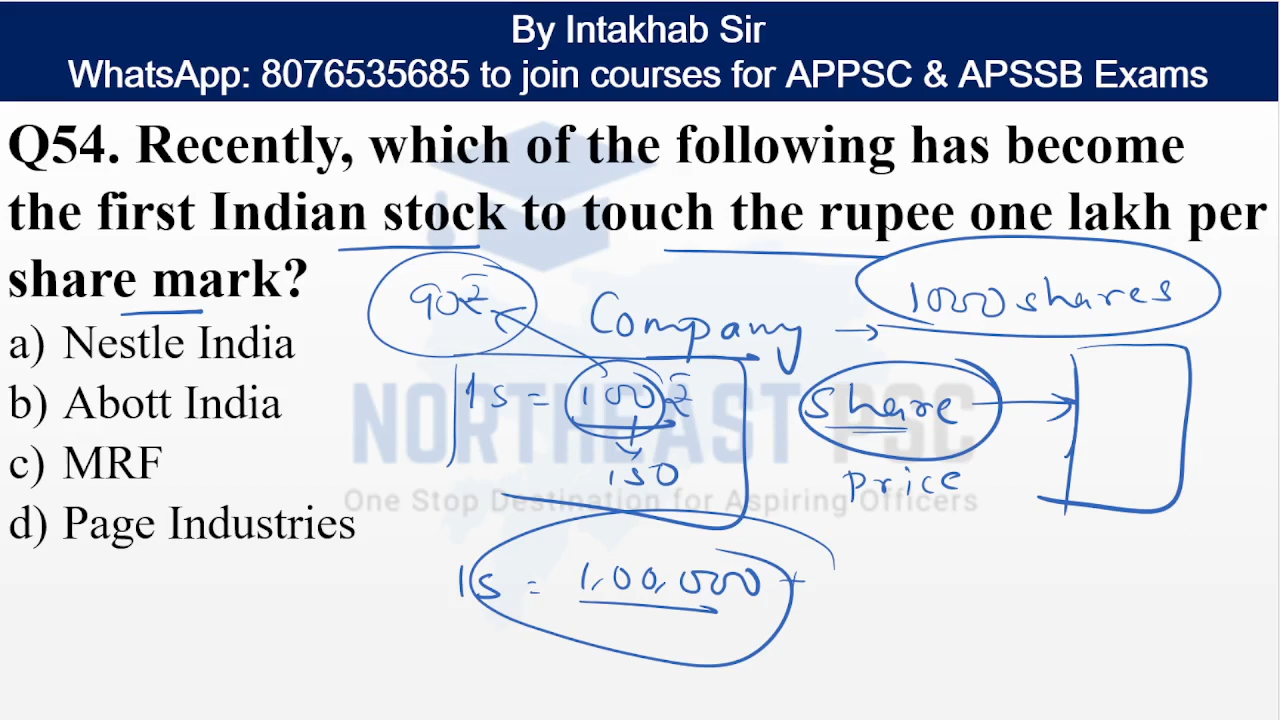 By Intakhab Sir
WhatsApp: 8076535685 to join courses for APPSC & APSSB Exams
Q54. Recently, which of the following has become
the first Indian stock to touch the rupee one lakh per
share mark?
a) Nestle India
b) Abott India
c) MRF
d) Page Industries
90₹
Company → 1000 shares
1s = 100₹
150
share
price
1s = 1,00,000
NORTHEAST PSC
One Stop Destination for Aspiring Officers